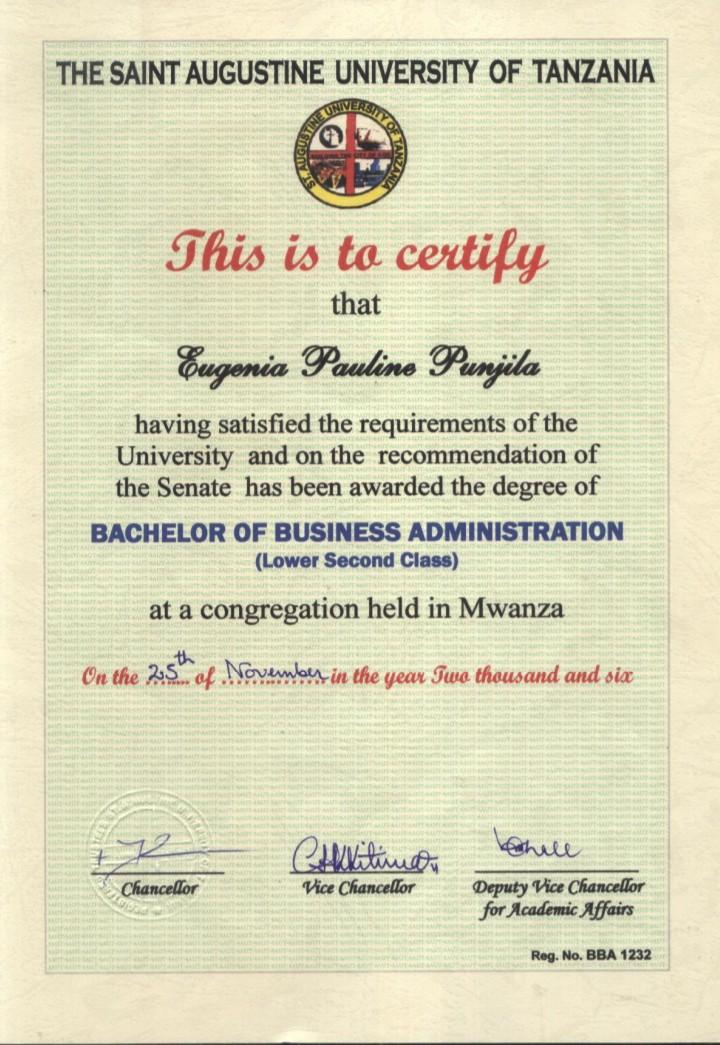 THE SAINT AUGUSTINE UNIVERSITY OF TANZANIA
ST. AUGUSTINE UNIVERSITY OF TANZANIA
This is to certify
that
Eugenia Pauline Punjila
having satisfied the requirements of the
University and on the recommendation of
the Senate has been awarded the degree of
BACHELOR OF BUSINESS ADMINISTRATION
(Lower Second Class)
at a congregation held in Mwanza
On the 25th of November in the year Two thousand and six
Chancellor
Vice Chancellor
Deputy Vice Chancellor
for Academic Affairs
Reg. No. BBA 1232